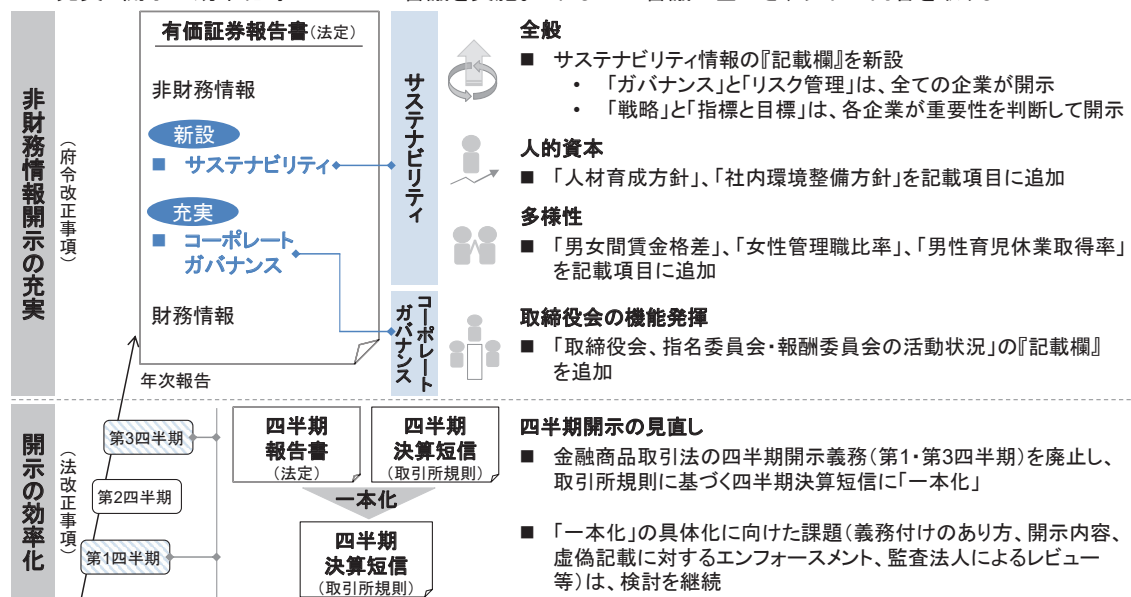 有価証券報告書(法定)
非財務情報
新設
■ サステナビリティ
充実
■ コーポレート
ガバナンス
財務情報
年次報告
非財務情報開示の充実
(府令改正事項)
サステナビリティ
コーポレート
ガバナンス
全般
■ サステナビリティ情報の『記載欄』を新設
• 「ガバナンス」と「リスク管理」は、全ての企業が開示
• 「戦略」と「指標と目標」は、各企業が重要性を判断して開示
人的資本
■ 「人材育成方針」、「社内環境整備方針」を記載項目に追加
多様性
■ 「男女間賃金格差」、「女性管理職比率」、「男性育児休業取得率」
を記載項目に追加
取締役会の機能発揮
■ 「取締役会、指名委員会・報酬委員会の活動状況」の『記載欄』
を追加
開示の効率化
(法改正事項)
第3四半期
第2四半期
第1四半期
四半期
報告書
(法定)
四半期
決算短信
(取引所規則)
一本化
四半期
決算短信
(取引所規則)
四半期開示の見直し
■ 金融商品取引法の四半期開示義務(第1・第3四半期)を廃止し、
取引所規則に基づく四半期決算短信に「一本化」
■ 「一本化」の具体化に向けた課題(義務付けのあり方、開示内容、
虚偽記載に対するエンフォースメント、監査法人によるレビュー
等)は、検討を継続